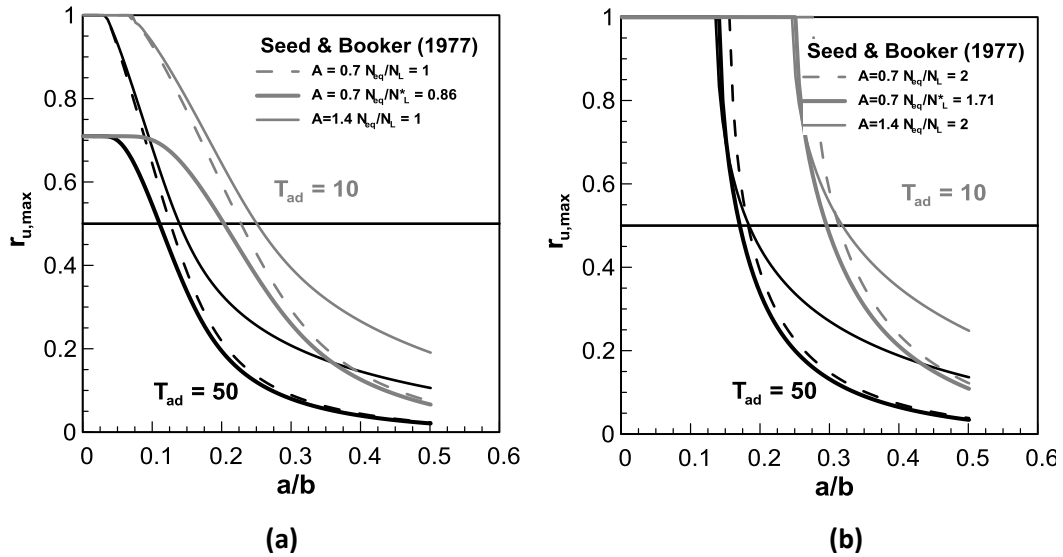 1
0.8
0.6
0.4
0.2
0
r_u,max
Seed & Booker (1977)
A = 0.7 N_eq/N_L = 1
A = 0.7 N_eq/N*_L = 0.86
A=1.4 N_eq/N_L = 1
T_ad = 10
T_ad = 50
0 0.1 0.2 0.3 0.4 0.5 0.6
a/b
(a)
1
0.8
0.6
0.4
0.2
0
r_u,max
Seed & Booker (1977)
A=0.7 N_eq/N_L = 2
A=0.7 N_eq/N*_L = 1.71
A=1.4 N_eq/N_L = 2
T_ad = 10
T_ad = 50
0 0.1 0.2 0.3 0.4 0.5 0.6
a/b
(b)